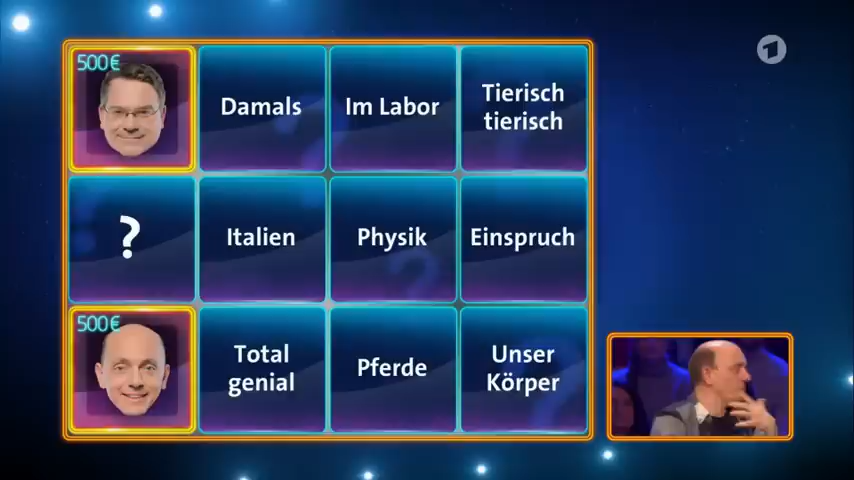 500€
Damals
Im Labor
Tierisch
tierisch
?
Italien
Physik
Einspruch
500€
Total
genial
Pferde
Unser
Körper
1